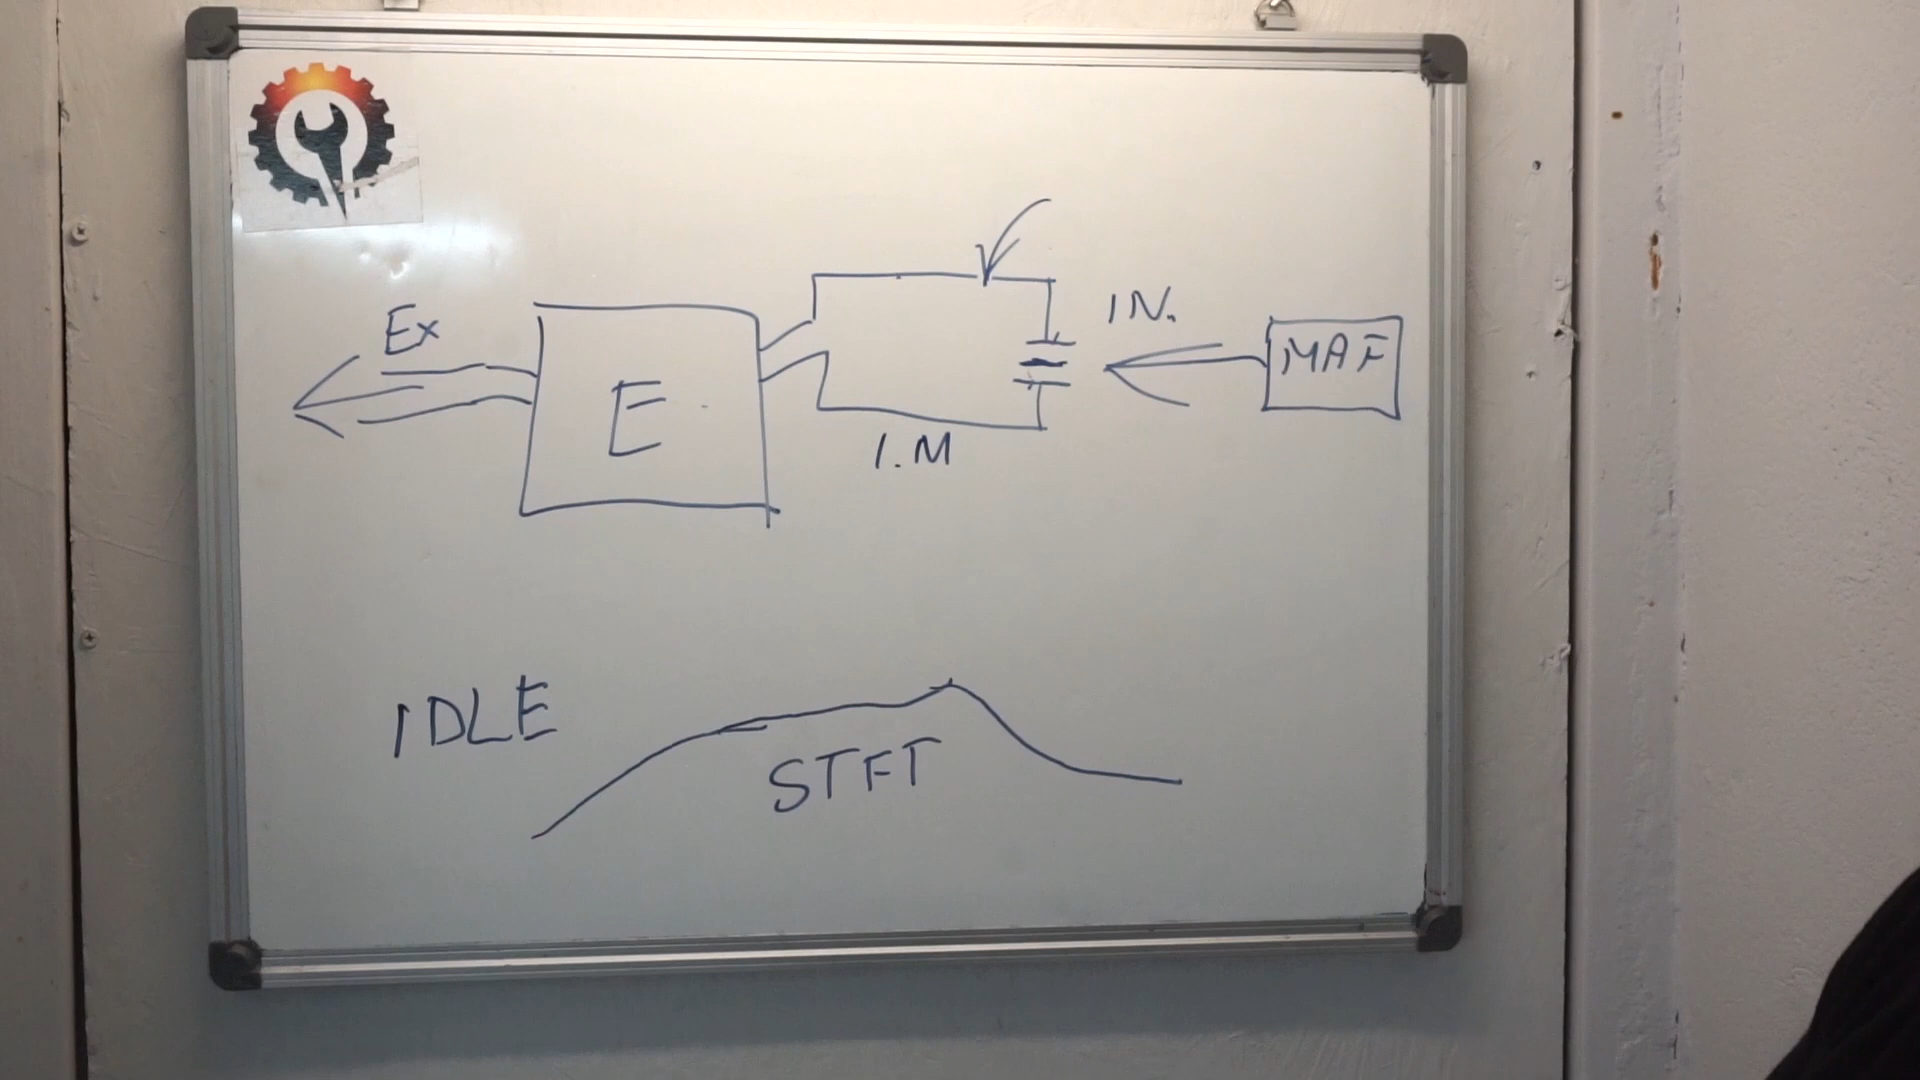 Ex
E
I.M
IN.
MAF
IDLE
STFT